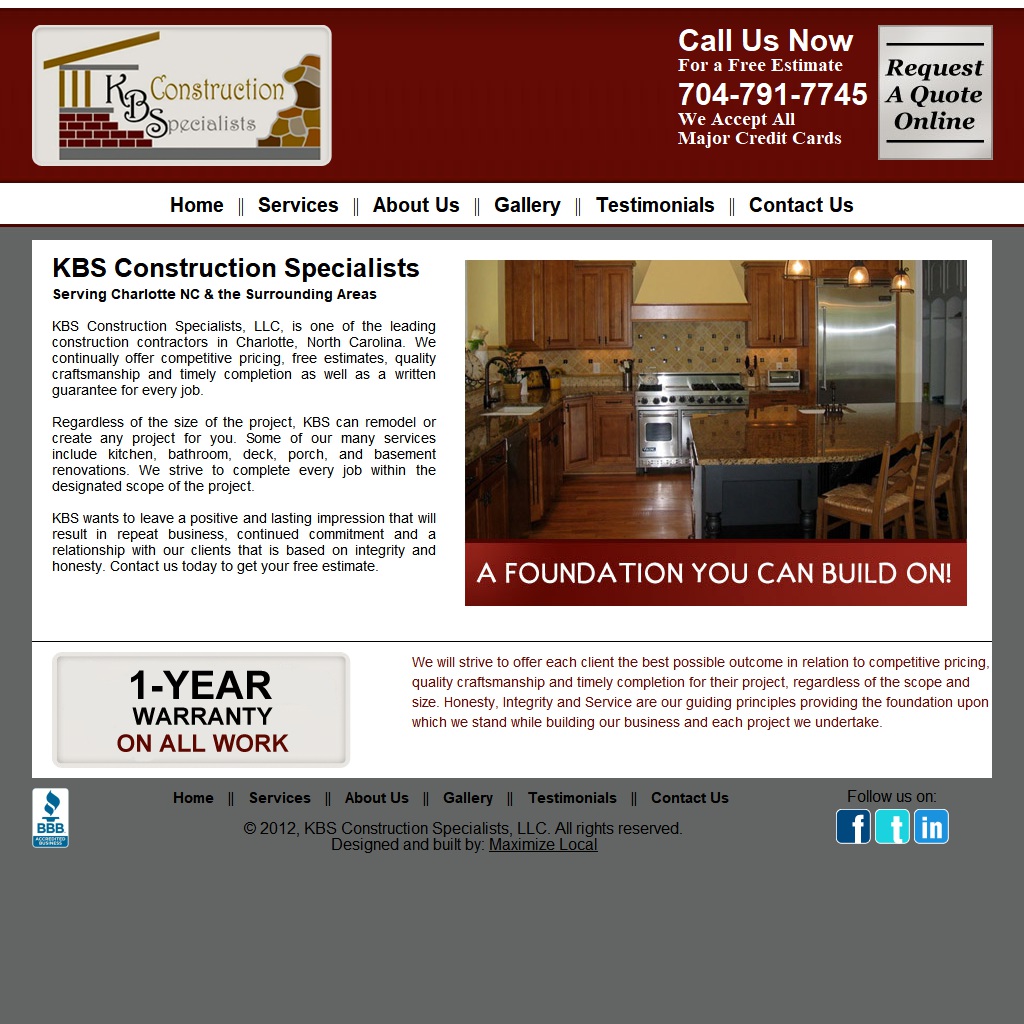 KBS Construction
Specialists
Call Us Now
For a Free Estimate
704-791-7745
We Accept All
Major Credit Cards
Request
A Quote
Online
Home || Services || About Us || Gallery || Testimonials || Contact Us
KBS Construction Specialists
Serving Charlotte NC & the Surrounding Areas
KBS Construction Specialists, LLC, is one of the leading
construction contractors in Charlotte, North Carolina. We
continually offer competitive pricing, free estimates, quality
craftsmanship and timely completion as well as a written
guarantee for every job.
Regardless of the size of the project, KBS can remodel or
create any project for you. Some of our many services
include kitchen, bathroom, deck, porch, and basement
renovations. We strive to complete every job within the
designated scope of the project.
KBS wants to leave a positive and lasting impression that will
result in repeat business, continued commitment and a
relationship with our clients that is based on integrity and
honesty. Contact us today to get your free estimate.
A FOUNDATION YOU CAN BUILD ON!
1-YEAR
WARRANTY
ON ALL WORK
We will strive to offer each client the best possible outcome in relation to competitive pricing,
quality craftsmanship and timely completion for their project, regardless of the scope and
size. Honesty, Integrity and Service are our guiding principles providing the foundation upon
which we stand while building our business and each project we undertake.
BBB
ACCREDITED
BUSINESS
Home || Services || About Us || Gallery || Testimonials || Contact Us
© 2012, KBS Construction Specialists, LLC. All rights reserved.
Designed and built by: Maximize Local
Follow us on:
f t in